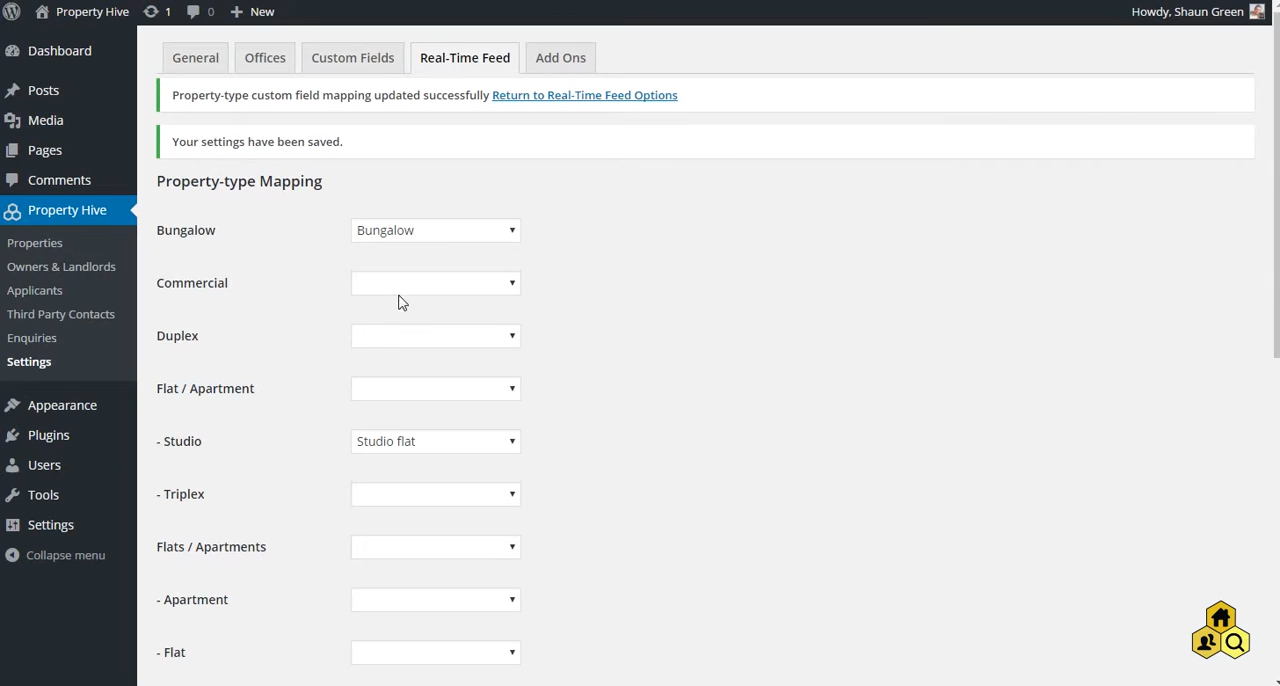 Property Hive 1 0 New Howdy, Shaun Green
Dashboard
Posts
Media
Pages
Comments
Property Hive
Properties
Owners & Landlords
Applicants
Third Party Contacts
Enquiries
Settings
Appearance
Plugins
Users
Tools
Settings
Collapse menu
General Offices Custom Fields Real-Time Feed Add Ons
Property-type custom field mapping updated successfully Return to Real-Time Feed Options
Your settings have been saved.
Property-type Mapping
Bungalow Bungalow
Commercial
Duplex
Flat / Apartment
- Studio Studio flat
- Triplex
Flats / Apartments
- Apartment
- Flat